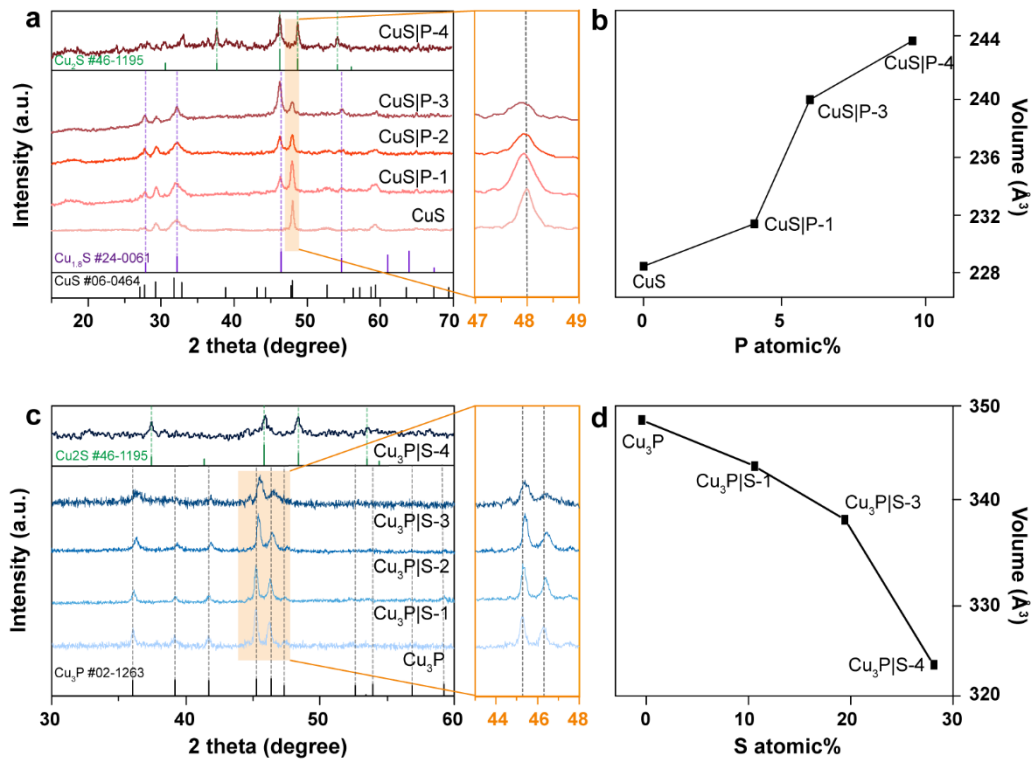 a
CuS|P-4
Cu₂S #46-1195
CuS|P-3
CuS|P-2
CuS|P-1
CuS
Cu₁.₈S #24-0061
CuS #06-0464
Intensity (a.u.)
15 20 30 40 50 60 70
2 theta (degree)
47 48 49
b
244
240
236
232
228
Volume (Å³)
CuS|P-4
CuS|P-3
CuS|P-1
CuS
0 5 10
P atomic%
c
Cu₃P|S-4
Cu2S #46-1195
Cu₃P|S-3
Cu₃P|S-2
Cu₃P|S-1
Cu₃P
Cu₃P #02-1263
Intensity (a.u.)
30 40 50 60
2 theta (degree)
44 46 48
d
350
340
330
320
Volume (Å³)
Cu₃P
Cu₃P|S-1
Cu₃P|S-3
Cu₃P|S-4
0 10 20 30
S atomic%